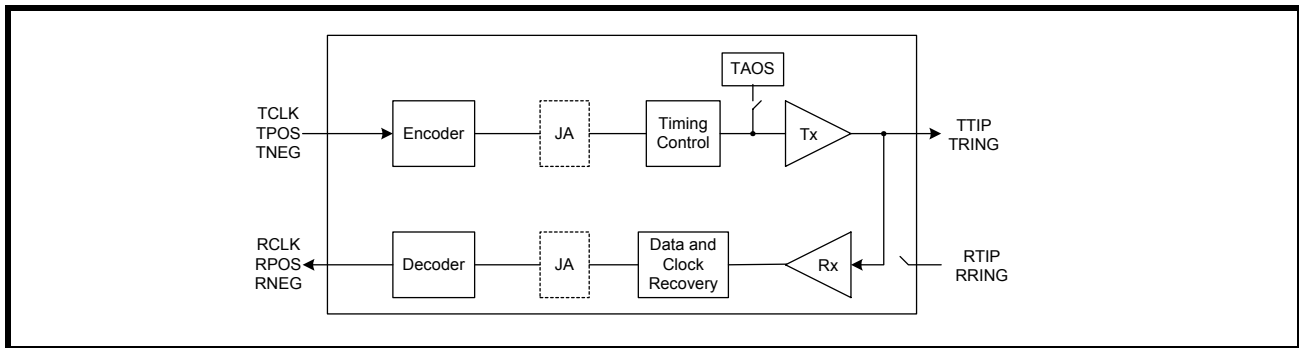 TAOS
TCLK
TPOS
TNEG
Encoder
JA
Timing
Control
Tx
TTIP
TRING
RCLK
RPOS
RNEG
Decoder
JA
Data and
Clock
Recovery
Rx
RTIP
RRING